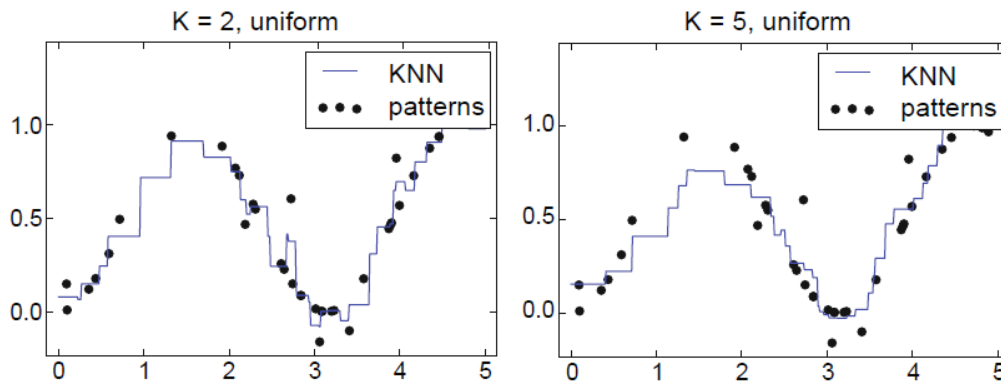 K = 2, uniform
KNN
patterns
1.0
0.5
0.0
0 1 2 3 4 5
K = 5, uniform
KNN
patterns
1.0
0.5
0.0
0 1 2 3 4 5